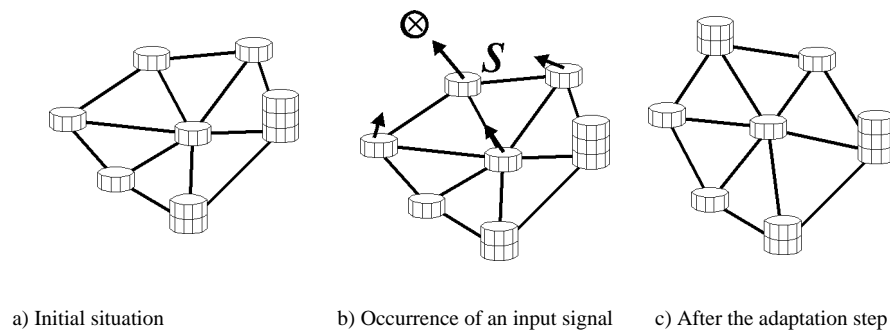 S
a) Initial situation
b) Occurrence of an input signal
c) After the adaptation step